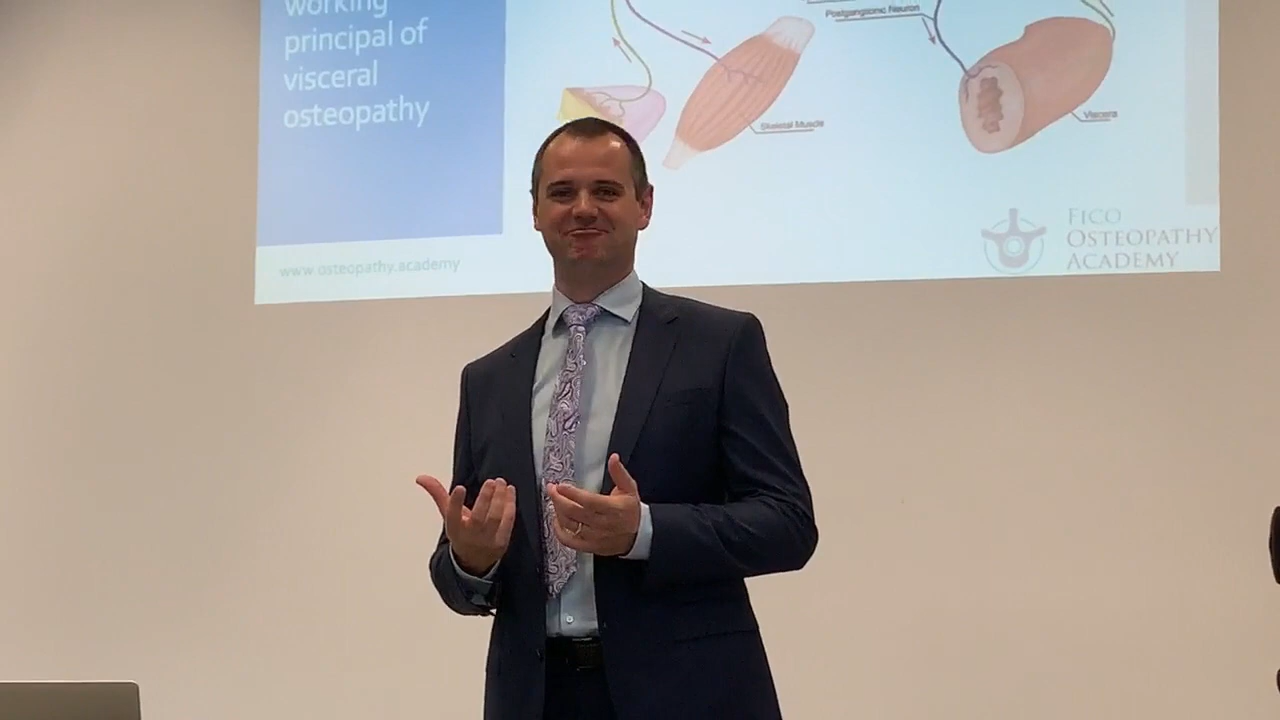 working
principal of
visceral
osteopathy
Postganglionic Neuron
Skeletal Muscle
Viscera
www.osteopathy.academy
FICO
OSTEOPATHY
ACADEMY